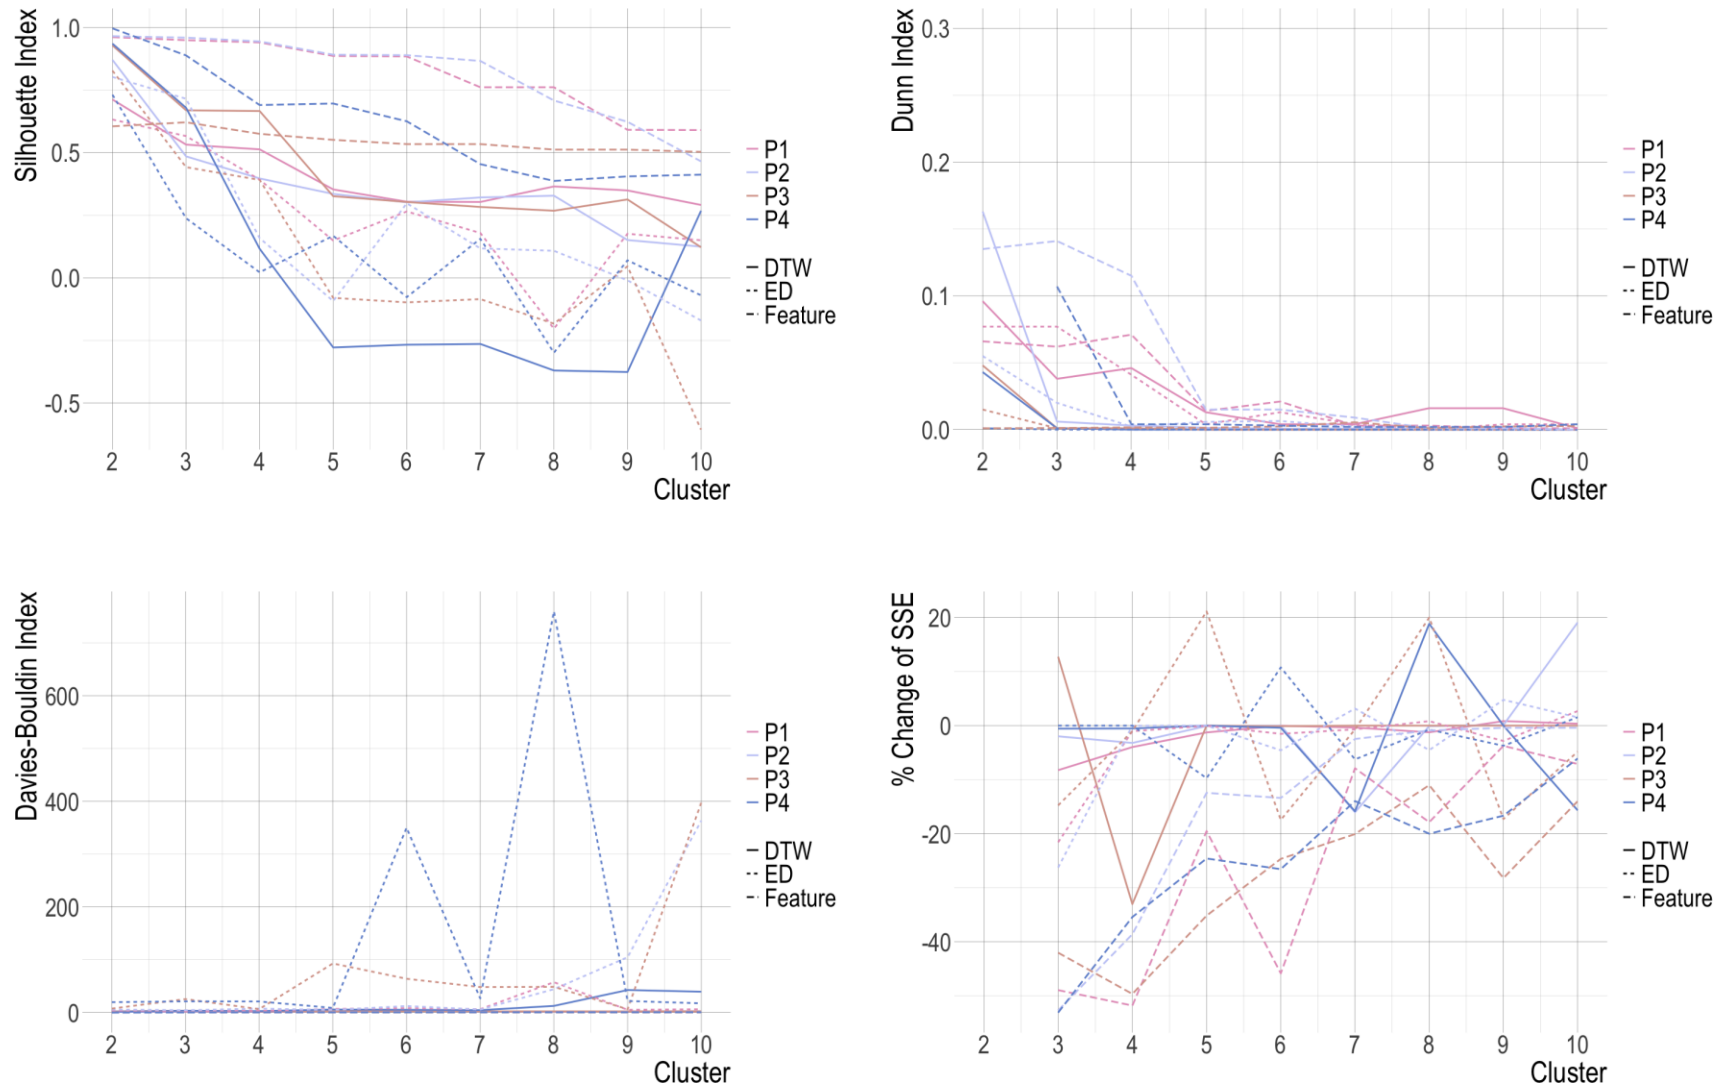 Silhouette Index
1.0
0.5
0.0
-0.5
2 3 4 5 6 7 8 9 10
Cluster
P1
P2
P3
P4
DTW
ED
Feature
Dunn Index
0.3
0.2
0.1
0.0
2 3 4 5 6 7 8 9 10
Cluster
P1
P2
P3
P4
DTW
ED
Feature
Davies-Bouldin Index
600
400
200
0
2 3 4 5 6 7 8 9 10
Cluster
P1
P2
P3
P4
DTW
ED
Feature
% Change of SSE
20
0
-20
-40
2 3 4 5 6 7 8 9 10
Cluster
P1
P2
P3
P4
DTW
ED
Feature